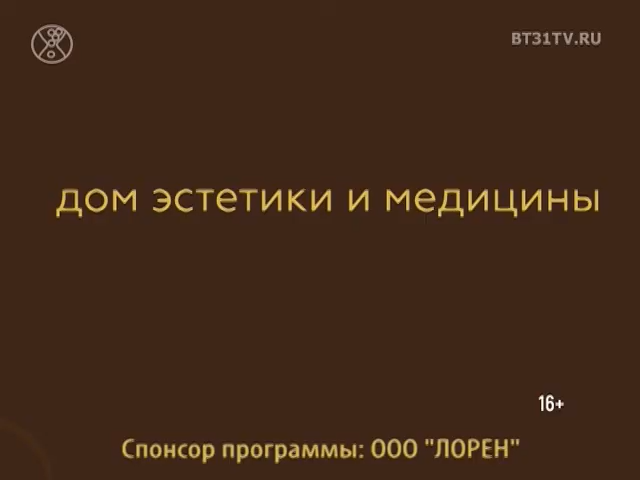 BT31TV.RU
дом эстетики и медицины
16+
Спонсор программы: ООО "ЛОРЕН"